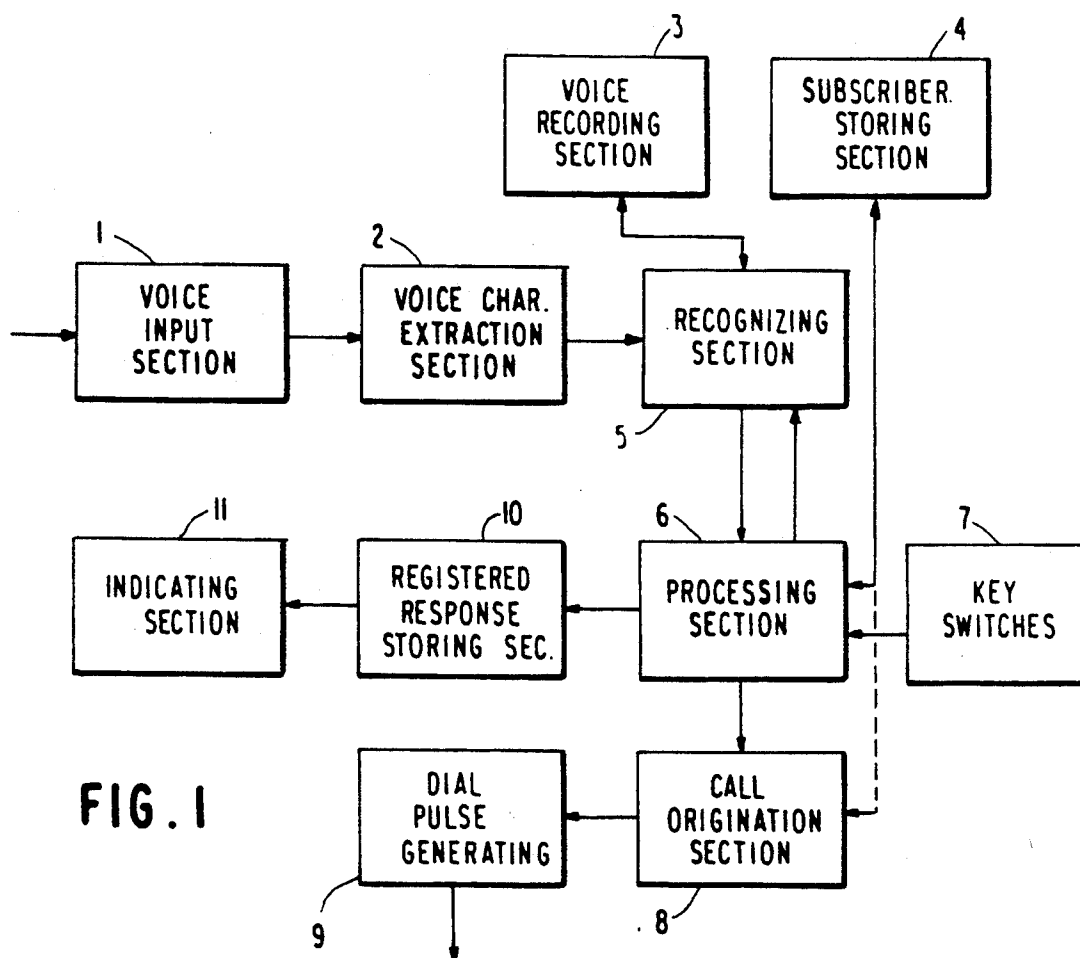 3
VOICE
RECORDING
SECTION
4
SUBSCRIBER.
STORING
SECTION
1
VOICE
INPUT
SECTION
2
VOICE CHAR.
EXTRACTION
SECTION
RECOGNIZING
SECTION
5
11
INDICATING
SECTION
10
REGISTERED
RESPONSE
STORING SEC.
6
PROCESSING
SECTION
7
KEY
SWITCHES
FIG. 1
DIAL
PULSE
GENERATING
9
CALL
ORIGINATION
SECTION
8